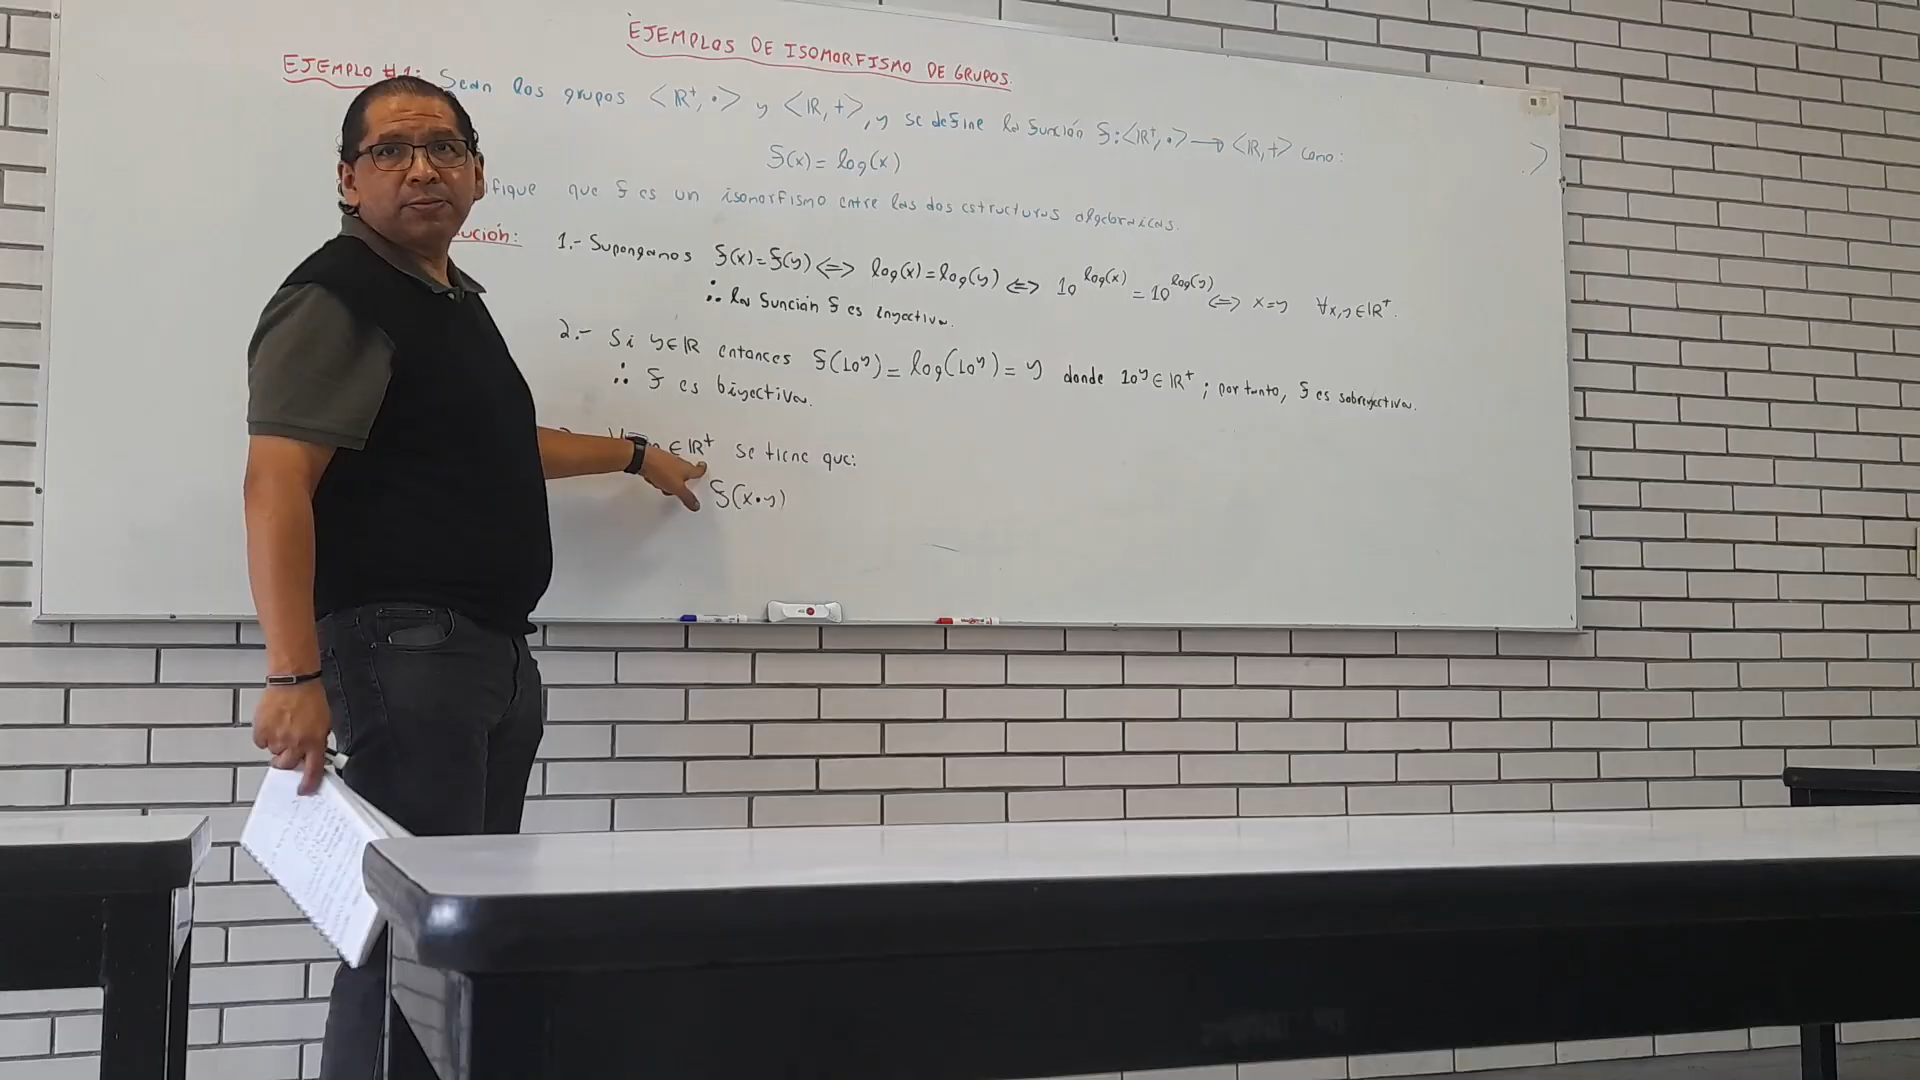 EJEMPLOS DE ISOMORFISMO DE GRUPOS.
EJEMPLO #1: Sean los grupos <ℝ⁺, •> y <ℝ, +>, y se define la función f: <ℝ⁺, •> ⟶ <ℝ, +> como:
f(x) = log(x)
ifique que f es un isomorfismo entre las dos estructuras algebraicas.
ución: 1.- Supongamos f(x) = f(y) ⟺ log(x) = log(y) ⟺ 10^log(x) = 10^log(y) ⟺ x = y ∀x,y ∈ ℝ⁺.
∴ la función f es inyectiva.
2.- Si y ∈ ℝ entonces f(10^y) = log(10^y) = y donde 10^y ∈ ℝ⁺ ; por tanto, f es sobreyectiva.
∴ f es biyectiva.
∈ ℝ⁺ se tiene que:
f(x•y)